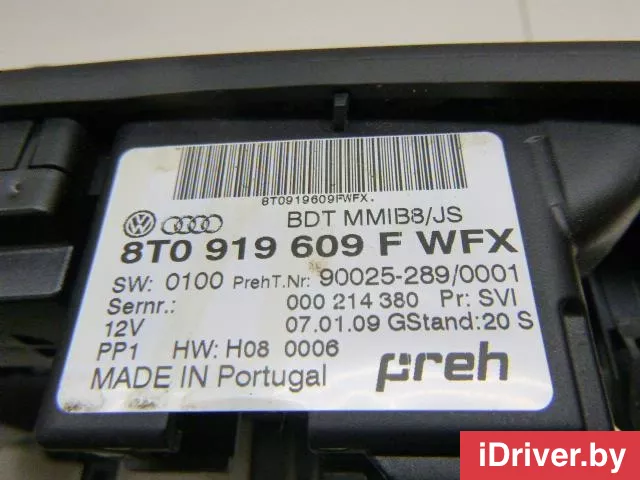 8T0919609FWFX.
BDT MMIB8/JS
8T0 919 609 F WFX
SW: 0100 PrehT.Nr: 90025-289/0001
Sernr.: 000 214 380 Pr: SVI
12V 07.01.09 GStand: 20 S
PP1 HW: H08 0006
MADE IN Portugal preh
iDriver.by